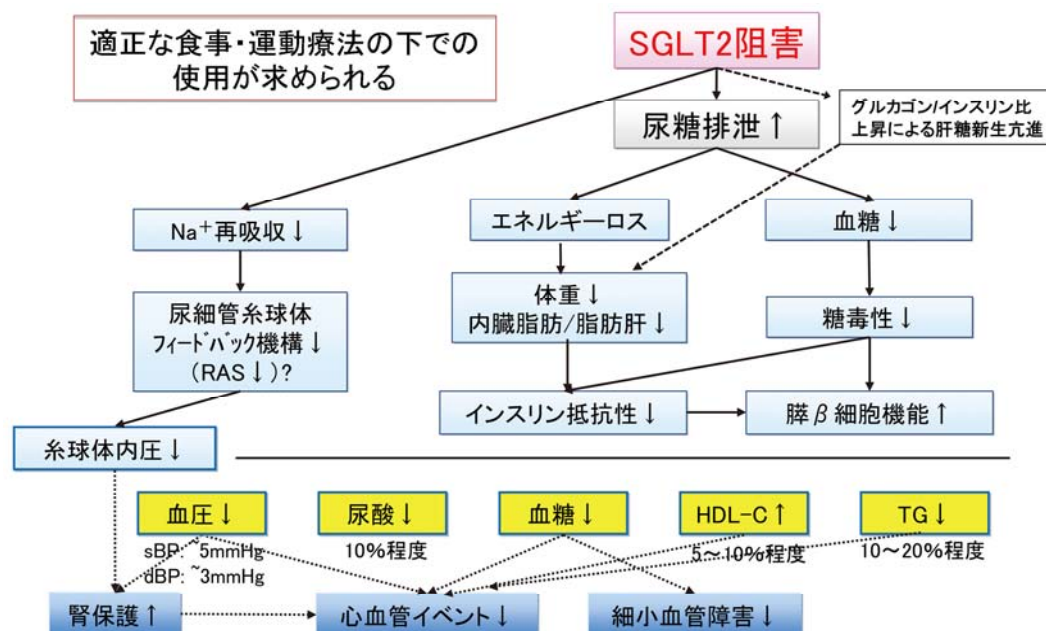 適正な食事・運動療法の下での
使用が求められる
SGLT2阻害
尿糖排泄↑
グルカゴン/インスリン比
上昇による肝糖新生亢進
Na⁺再吸収↓
エネルギーロス
血糖↓
尿細管糸球体
フィードバック機構↓
(RAS↓)?
体重↓
内臓脂肪/脂肪肝↓
糖毒性↓
インスリン抵抗性↓
膵β細胞機能↑
糸球体内圧↓
血圧↓
尿酸↓
血糖↓
HDL-C↑
TG↓
sBP: ~5mmHg
dBP: ~3mmHg
10%程度
5～10%程度
10～20%程度
腎保護↑
心血管イベント↓
細小血管障害↓